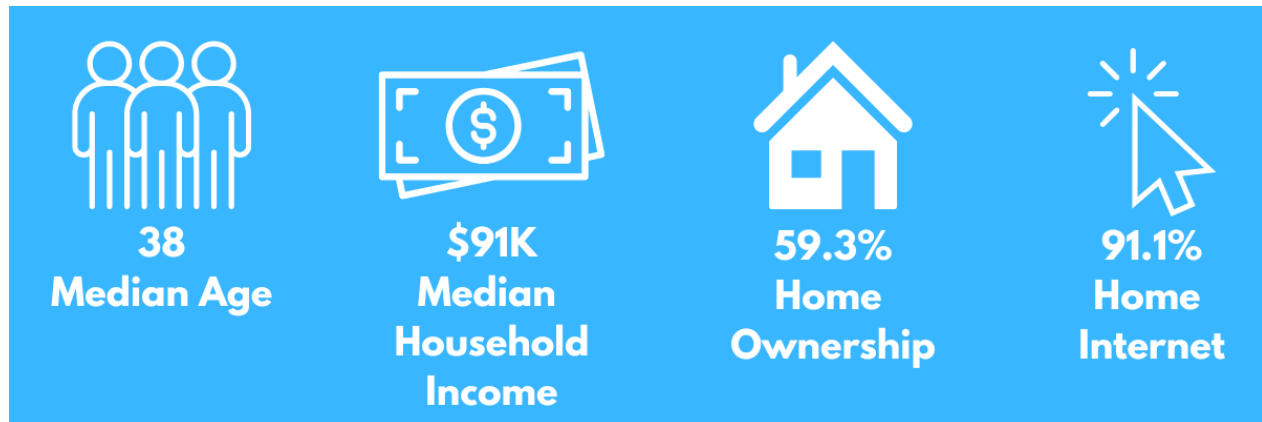 38
Median Age
$91K
Median
Household
Income
59.3%
Home
Ownership
91.1%
Home
Internet